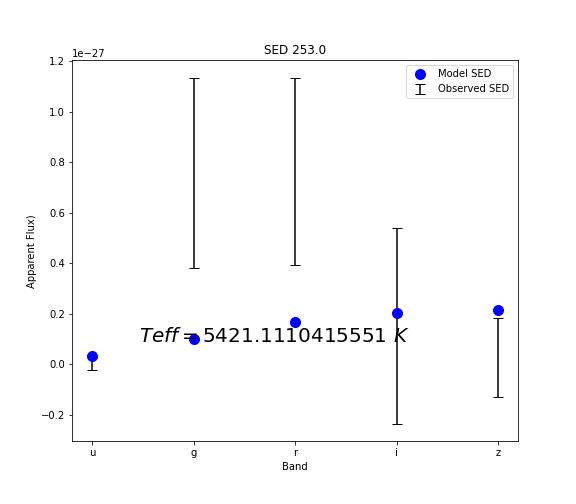 SED 253.0
1e−27
1.2
1.0
0.8
0.6
0.4
0.2
0.0
−0.2
Apparent Flux)
Model SED
Observed SED
Teff = 5421.1110415551 K
u g r i z
Band